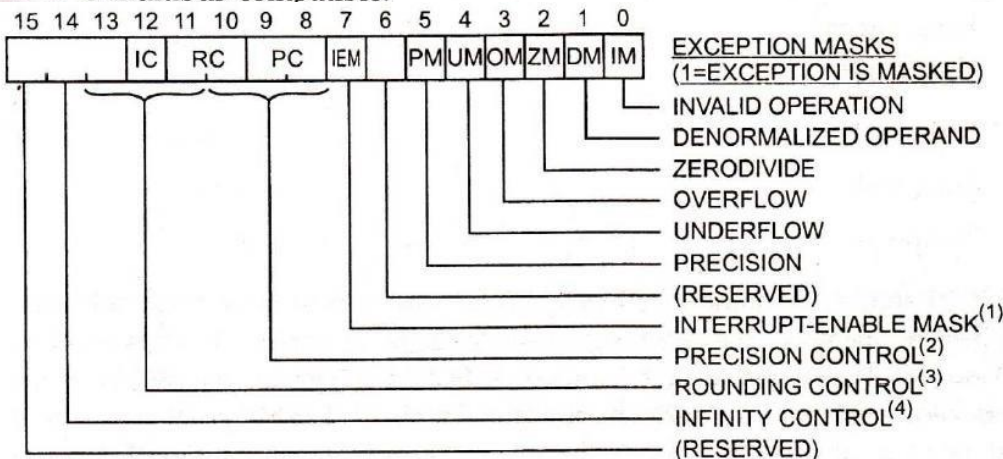 15 14 13 12 11 10 9 8 7 6 5 4 3 2 1 0
IC RC PC IEM PM UM OM ZM DM IM
EXCEPTION MASKS
(1=EXCEPTION IS MASKED)
INVALID OPERATION
DENORMALIZED OPERAND
ZERODIVIDE
OVERFLOW
UNDERFLOW
PRECISION
(RESERVED)
INTERRUPT-ENABLE MASK(1)
PRECISION CONTROL(2)
ROUNDING CONTROL(3)
INFINITY CONTROL(4)
(RESERVED)